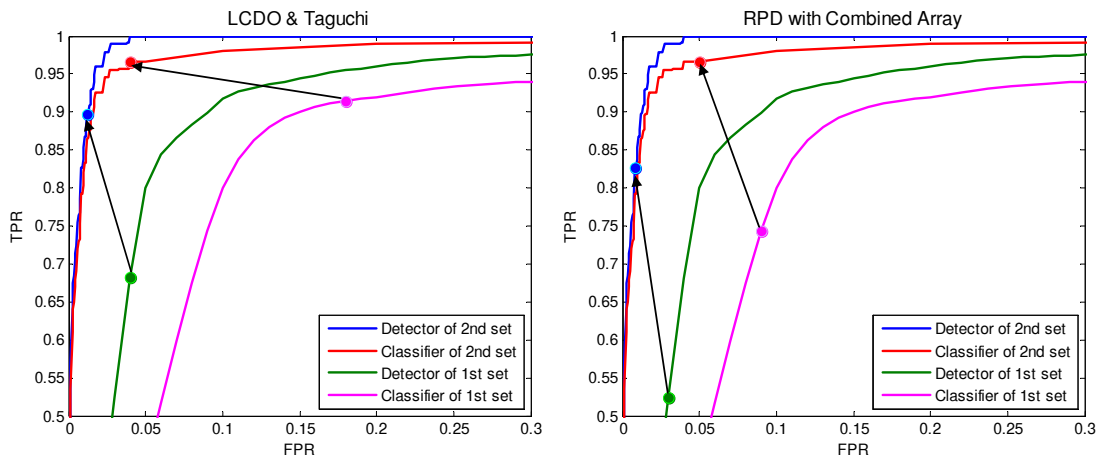 LCDO & Taguchi
1
0.95
0.9
0.85
0.8
0.75
0.7
0.65
0.6
0.55
0.5
TPR
0
0.05
0.1
0.15
0.2
0.25
0.3
FPR
Detector of 2nd set
Classifier of 2nd set
Detector of 1st set
Classifier of 1st set
RPD with Combined Array
1
0.95
0.9
0.85
0.8
0.75
0.7
0.65
0.6
0.55
0.5
TPR
0
0.05
0.1
0.15
0.2
0.25
0.3
FPR
Detector of 2nd set
Classifier of 2nd set
Detector of 1st set
Classifier of 1st set